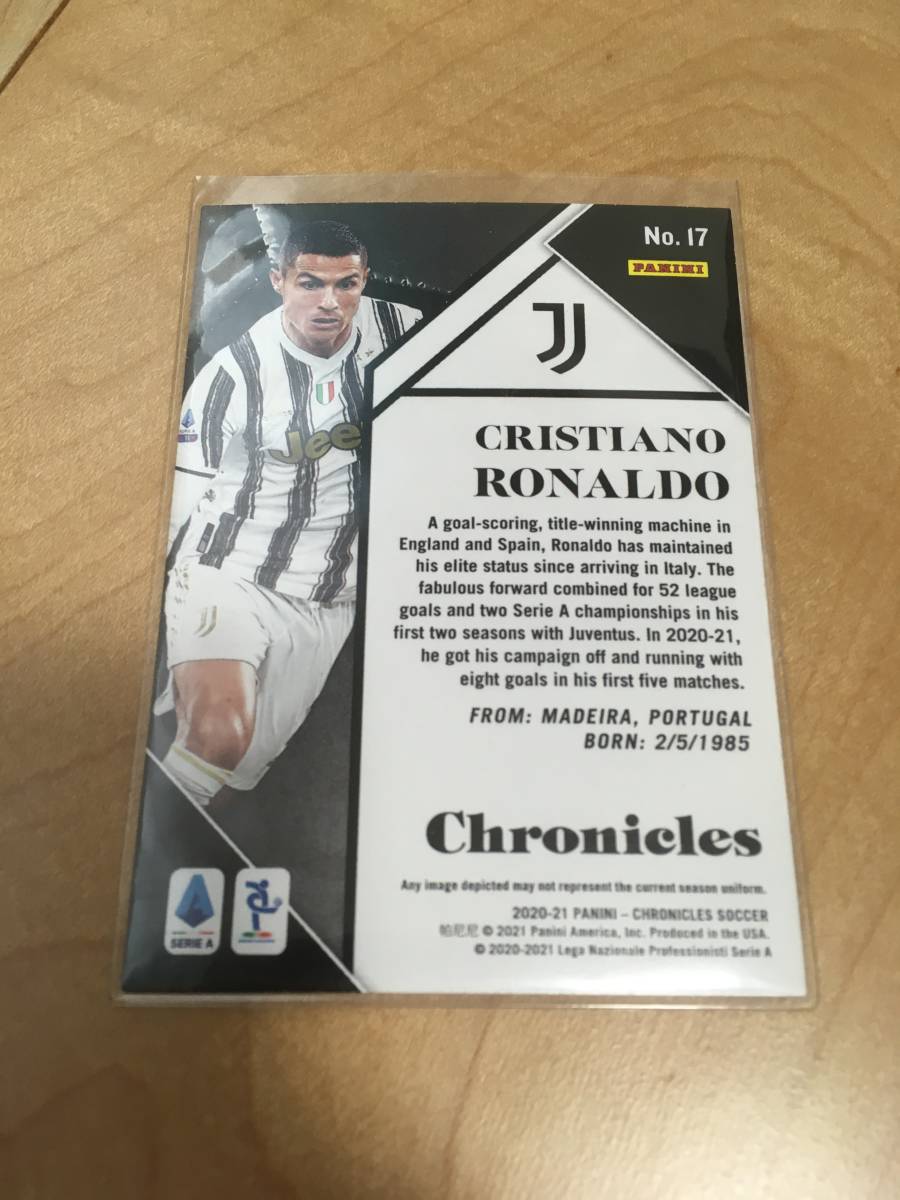 No. 17
PANINI
Jee
CRISTIANO
RONALDO
A goal-scoring, title-winning machine in
England and Spain, Ronaldo has maintained
his elite status since arriving in Italy. The
fabulous forward combined for 52 league
goals and two Serie A championships in his
first two seasons with Juventus. In 2020-21,
he got his campaign off and running with
eight goals in his first five matches.
FROM: MADEIRA, PORTUGAL
BORN: 2/5/1985
Chronicles
Any image depicted may not represent the current season uniform.
2020-21 PANINI – CHRONICLES SOCCER
帕尼尼 © 2021 Panini America, Inc. Produced in the USA.
© 2020-2021 Lega Nazionale Professionisti Serie A
SERIE A